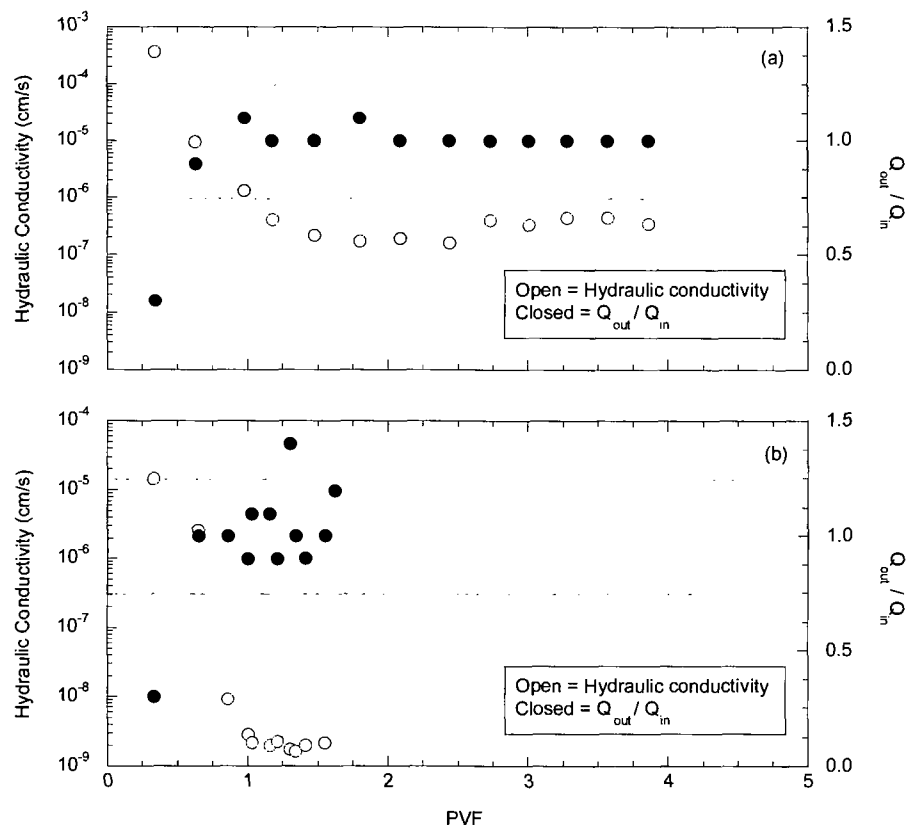 (a)
Hydraulic Conductivity (cm/s)
10^-3
10^-4
10^-5
10^-6
10^-7
10^-8
10^-9
1.5
1.0
0.5
0.0
Q_out / Q_in
Open = Hydraulic conductivity
Closed = Q_out / Q_in
(b)
Hydraulic Conductivity (cm/s)
10^-4
10^-5
10^-6
10^-7
10^-8
10^-9
1.5
1.0
0.5
0.0
Q_out / Q_in
Open = Hydraulic conductivity
Closed = Q_out / Q_in
0 1 2 3 4 5
PVF